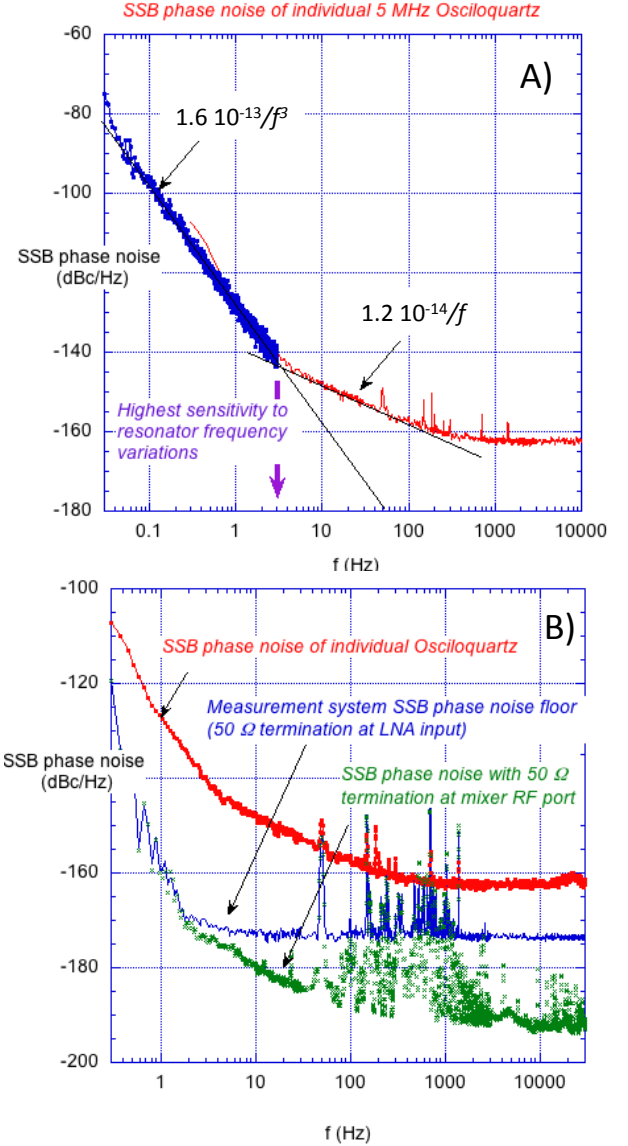 SSB phase noise of individual 5 MHz Osciloquartz
-60
A)
1.6 10⁻¹³/f³
-80
-100
SSB phase noise
(dBc/Hz)
1.2 10⁻¹⁴/f
-140
Highest sensitivity to
resonator frequency
variations
-160
-180
0.1 1 10 100 1000 10000
f (Hz)
-100
B)
SSB phase noise of individual Osciloquartz
-120
Measurement system SSB phase noise floor
(50 Ω termination at LNA input)
SSB phase noise
(dBc/Hz)
SSB phase noise with 50 Ω
termination at mixer RF port
-160
-180
-200
1 10 100 1000 10000
f (Hz)